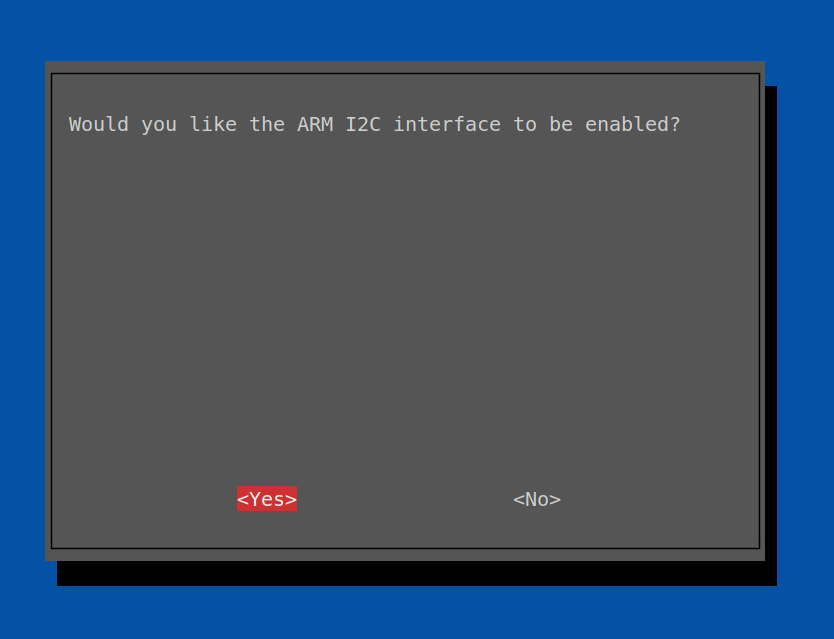 Would you like the ARM I2C interface to be enabled?
<Yes> <No>